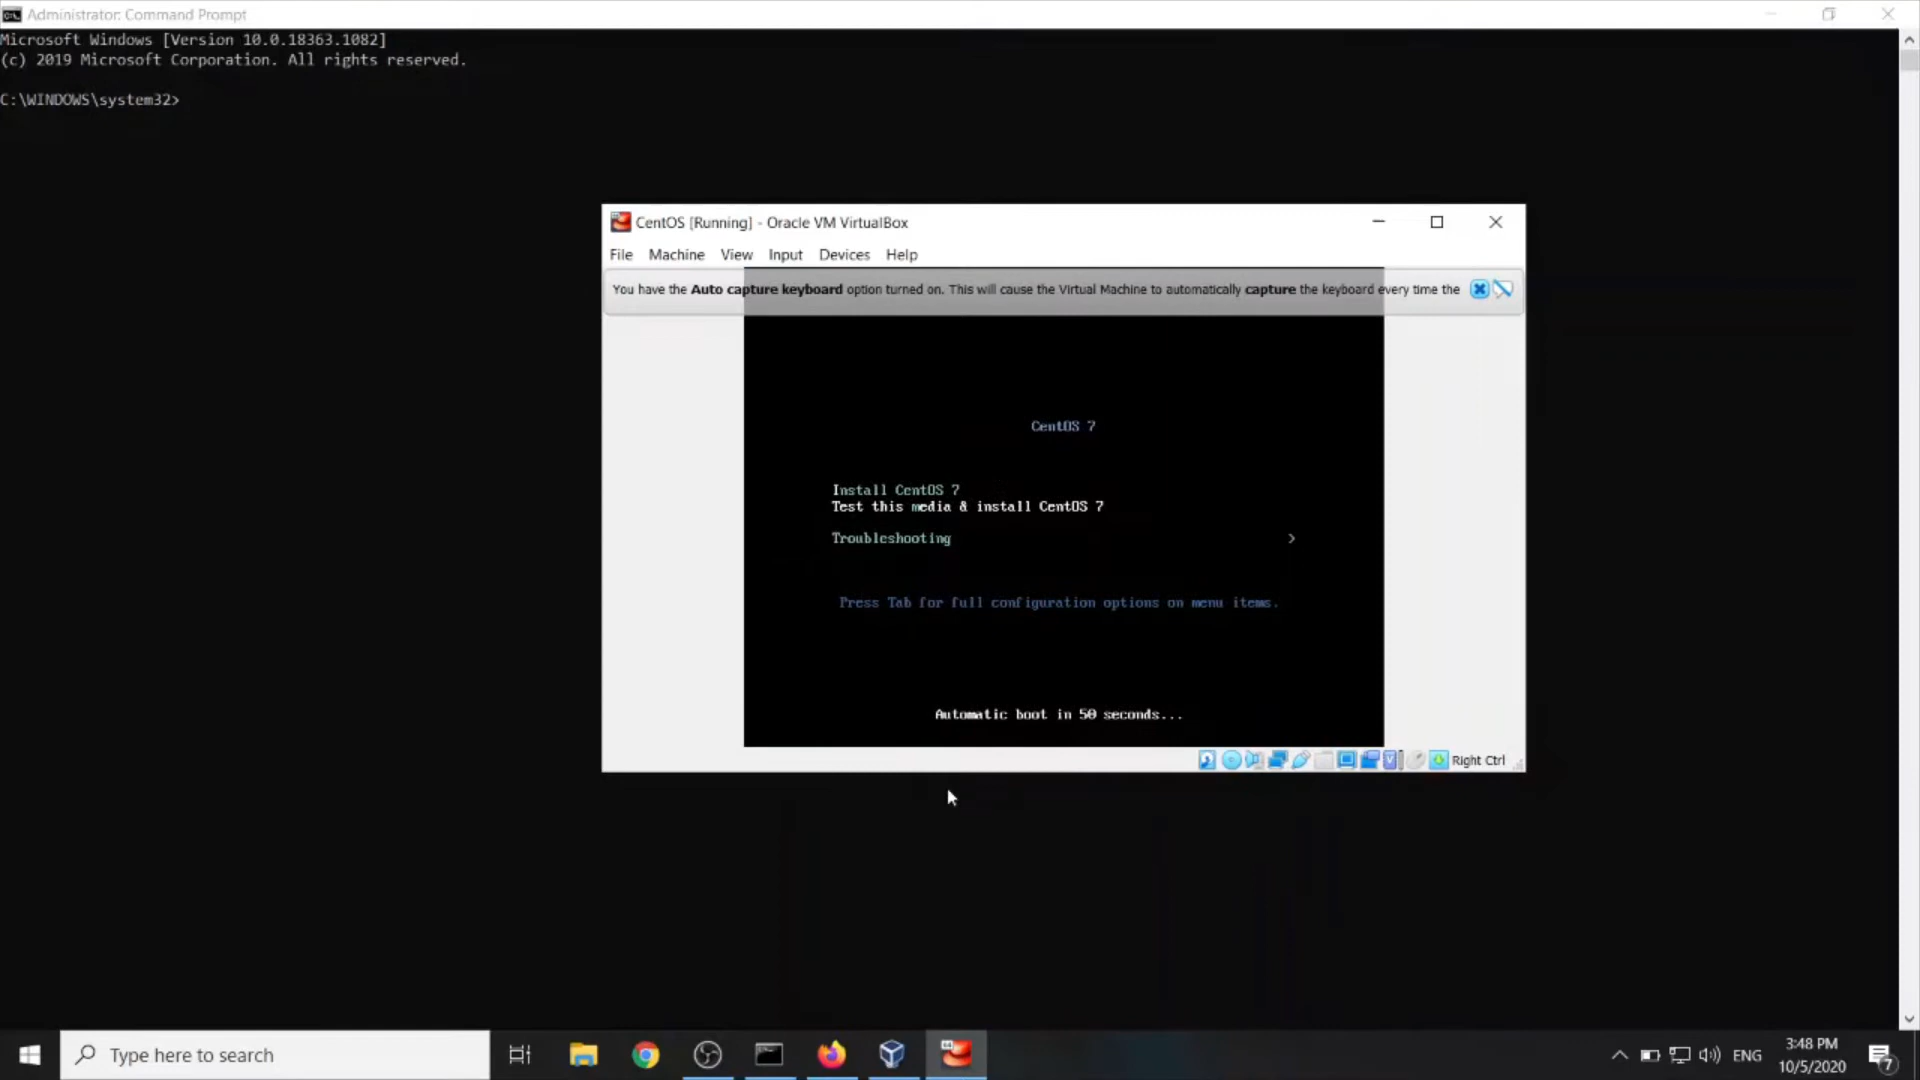 Administrator: Command Prompt
Microsoft Windows [Version 10.0.18363.1082]
(c) 2019 Microsoft Corporation. All rights reserved.
C:\WINDOWS\system32>
CentOS [Running] - Oracle VM VirtualBox
File Machine View Input Devices Help
You have the Auto capture keyboard option turned on. This will cause the Virtual Machine to automatically capture the keyboard every time the
CentOS 7
Install CentOS 7
Test this media & install CentOS 7
Troubleshooting >
Press Tab for full configuration options on menu items.
Automatic boot in 50 seconds...
Right Ctrl
Type here to search
ENG
3:48 PM
10/5/2020
7